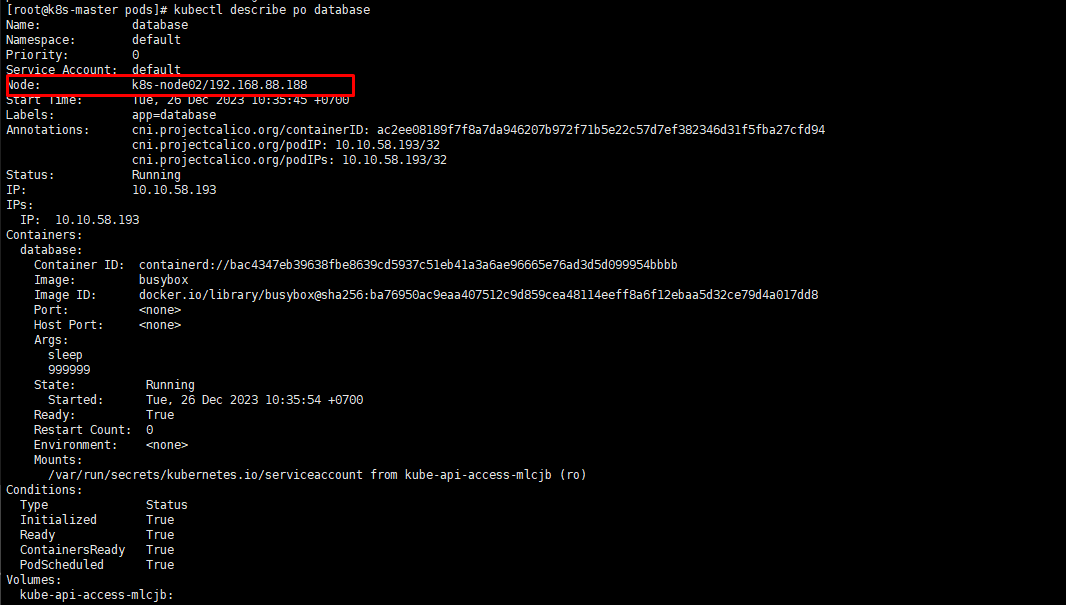 [root@k8s-master pods]# kubectl describe po database
Name:             database
Namespace:        default
Priority:         0
Service Account:  default
Node:             k8s-node02/192.168.88.188
Start Time:       Tue, 26 Dec 2023 10:35:45 +0700
Labels:           app=database
Annotations:      cni.projectcalico.org/containerID: ac2ee08189f7f8a7da946207b972f71b5e22c57d7ef382346d31f5fba27cfd94
                  cni.projectcalico.org/podIP: 10.10.58.193/32
                  cni.projectcalico.org/podIPs: 10.10.58.193/32
Status:           Running
IP:               10.10.58.193
IPs:
  IP:  10.10.58.193
Containers:
  database:
    Container ID:  containerd://bac4347eb39638fbe8639cd5937c51eb41a3a6ae96665e76ad3d5d099954bbbb
    Image:         busybox
    Image ID:      docker.io/library/busybox@sha256:ba76950ac9eaa407512c9d859cea48114eeff8a6f12ebaa5d32ce79d4a017dd8
    Port:          <none>
    Host Port:     <none>
    Args:
      sleep
      999999
    State:          Running
      Started:      Tue, 26 Dec 2023 10:35:54 +0700
    Ready:          True
    Restart Count:  0
    Environment:    <none>
    Mounts:
      /var/run/secrets/kubernetes.io/serviceaccount from kube-api-access-mlcjb (ro)
Conditions:
  Type              Status
  Initialized       True
  Ready             True
  ContainersReady   True
  PodScheduled      True
Volumes:
  kube-api-access-mlcjb: